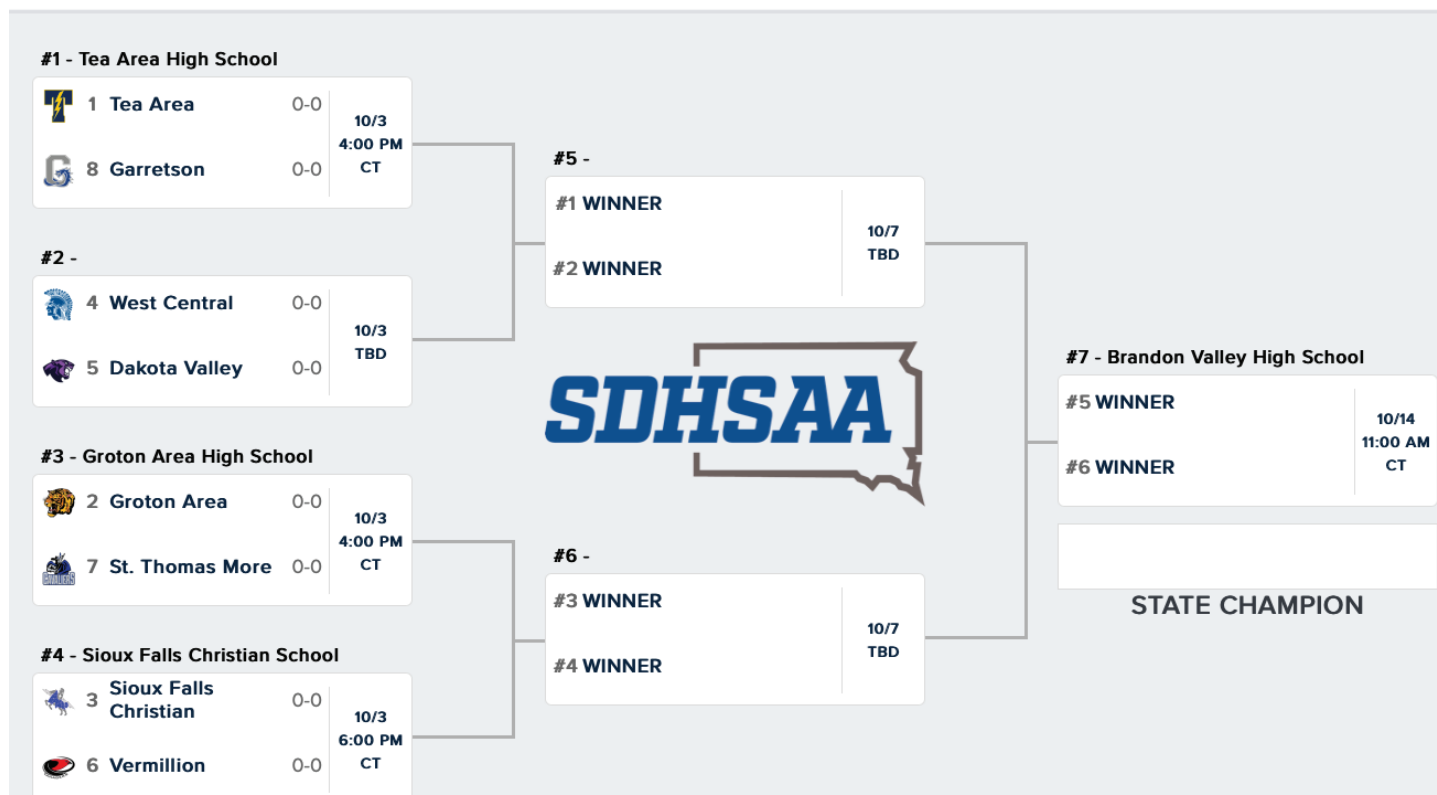 #1 - Tea Area High School
1 Tea Area 0-0
8 Garretson 0-0
10/3
4:00 PM
CT
#2 -
4 West Central 0-0
5 Dakota Valley 0-0
10/3
TBD
#3 - Groton Area High School
2 Groton Area 0-0
7 St. Thomas More 0-0
10/3
4:00 PM
CT
#4 - Sioux Falls Christian School
3 Sioux Falls
Christian 0-0
6 Vermillion 0-0
10/3
6:00 PM
CT
#5 -
#1 WINNER
#2 WINNER
10/7
TBD
SDHSAA
#6 -
#3 WINNER
#4 WINNER
10/7
TBD
#7 - Brandon Valley High School
#5 WINNER
#6 WINNER
10/14
11:00 AM
CT
STATE CHAMPION